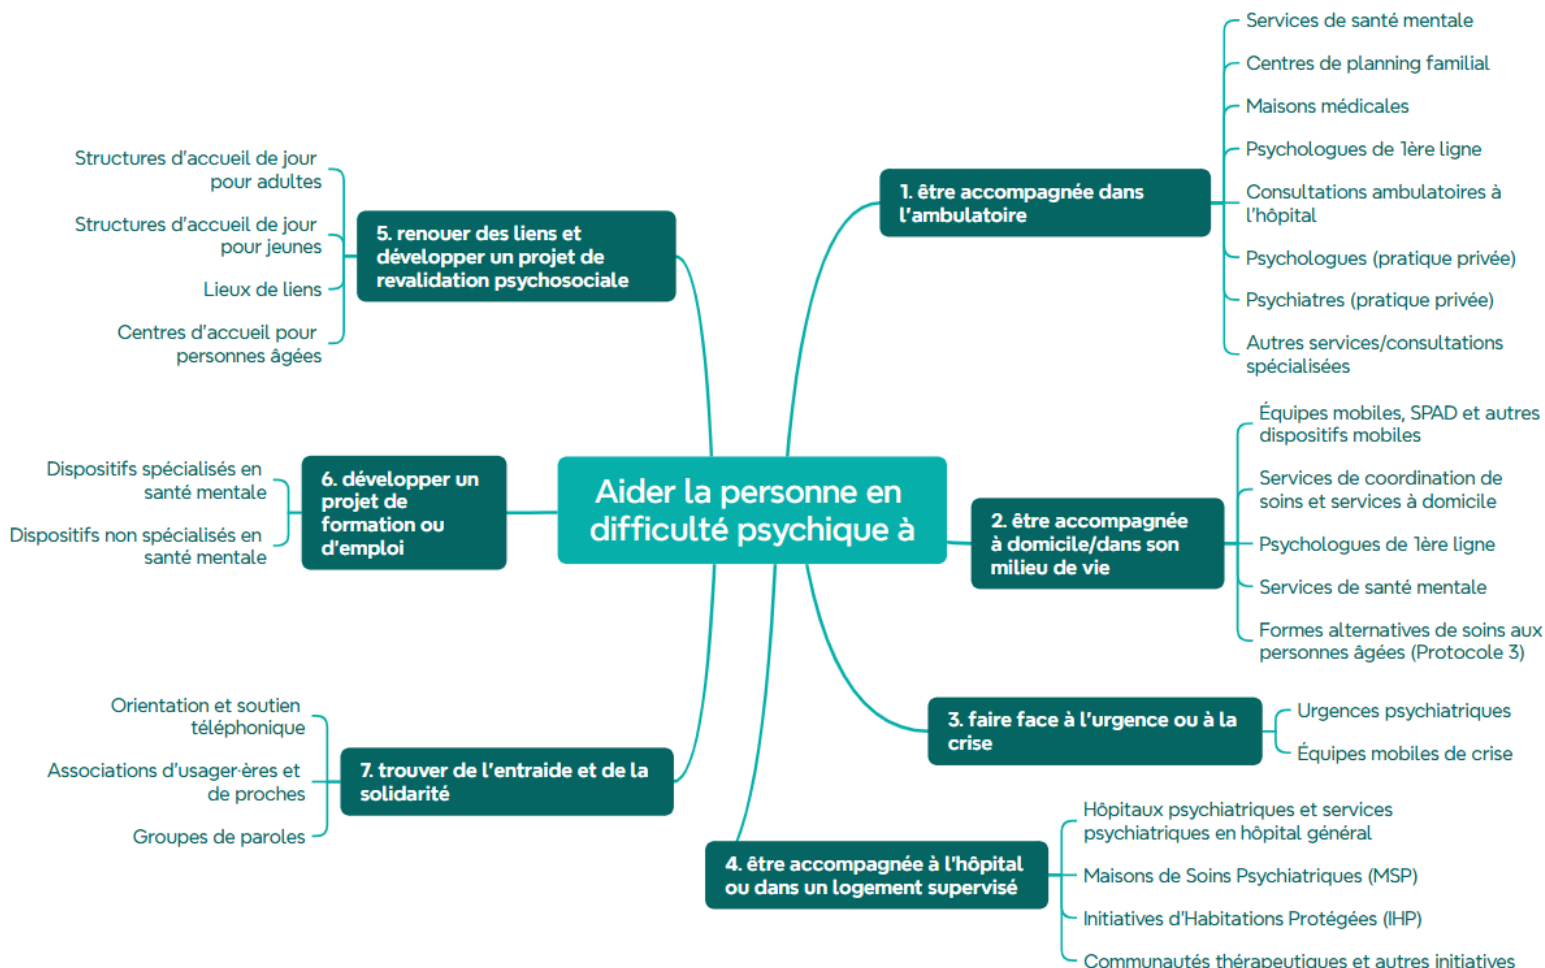 Aider la personne en
difficulté psychique à
1. être accompagnée dans
l'ambulatoire
Services de santé mentale
Centres de planning familial
Maisons médicales
Psychologues de 1ère ligne
Consultations ambulatoires à
l'hôpital
Psychologues (pratique privée)
Psychiatres (pratique privée)
Autres services/consultations
spécialisées
2. être accompagnée
à domicile/dans son
milieu de vie
Équipes mobiles, SPAD et autres
dispositifs mobiles
Services de coordination de
soins et services à domicile
Psychologues de 1ère ligne
Services de santé mentale
Formes alternatives de soins aux
personnes âgées (Protocole 3)
3. faire face à l'urgence ou à la
crise
Urgences psychiatriques
Équipes mobiles de crise
4. être accompagnée à l'hôpital
ou dans un logement supervisé
Hôpitaux psychiatriques et services
psychiatriques en hôpital général
Maisons de Soins Psychiatriques (MSP)
Initiatives d'Habitations Protégées (IHP)
Communautés thérapeutiques et autres initiatives
5. renouer des liens et
développer un projet de
revalidation psychosociale
Structures d'accueil de jour
pour adultes
Structures d'accueil de jour
pour jeunes
Lieux de liens
Centres d'accueil pour
personnes âgées
6. développer un
projet de
formation ou
d'emploi
Dispositifs spécialisés en
santé mentale
Dispositifs non spécialisés en
santé mentale
7. trouver de l'entraide et de la
solidarité
Orientation et soutien
téléphonique
Associations d'usager·ères et
de proches
Groupes de paroles